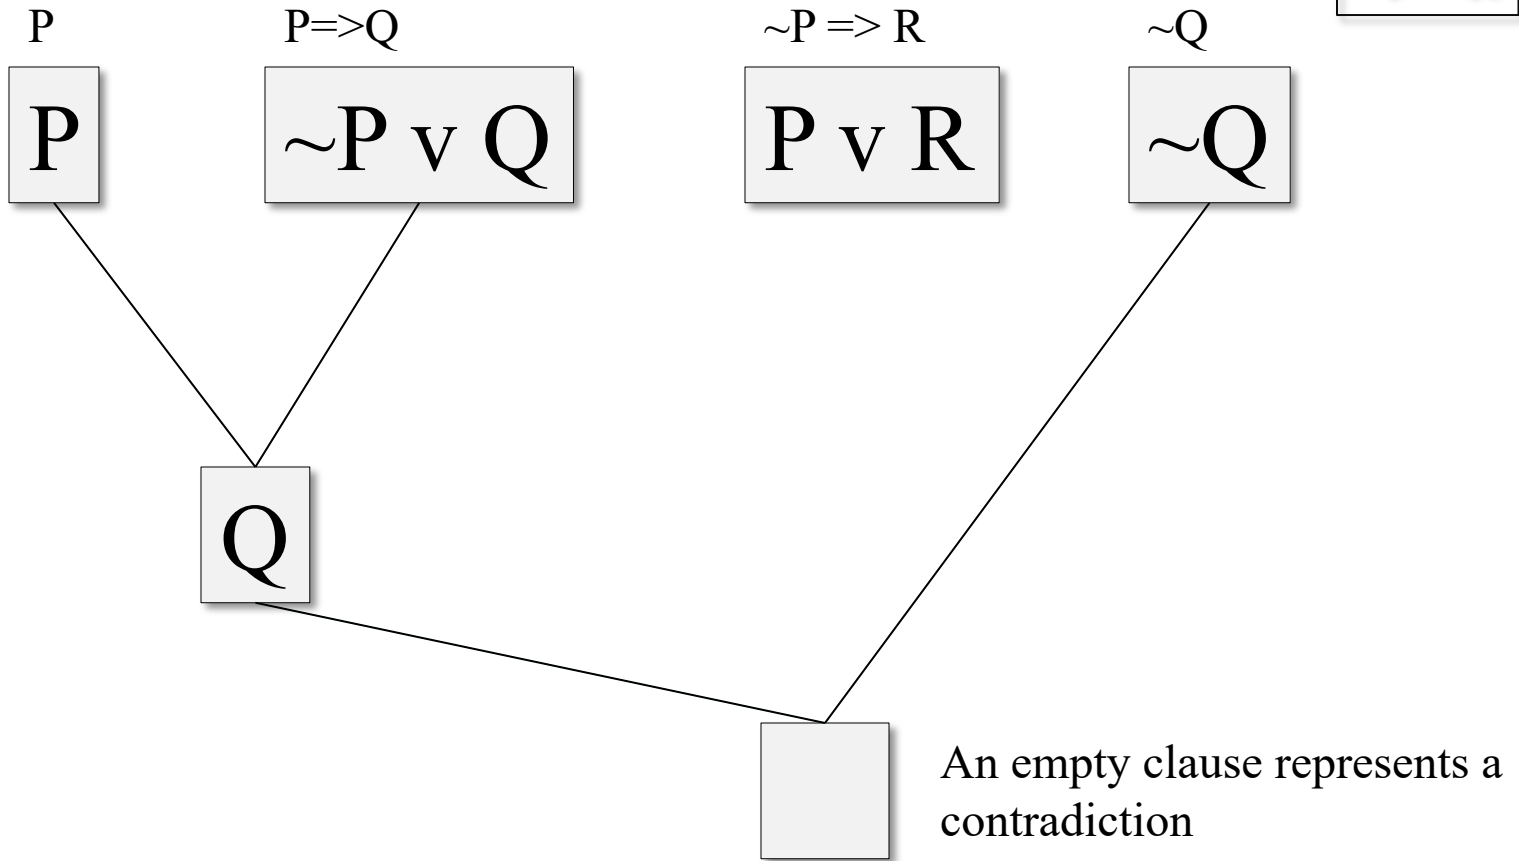 P P=>Q ~P => R ~Q
P ~P v Q P v R ~Q
Q
An empty clause represents a
contradiction